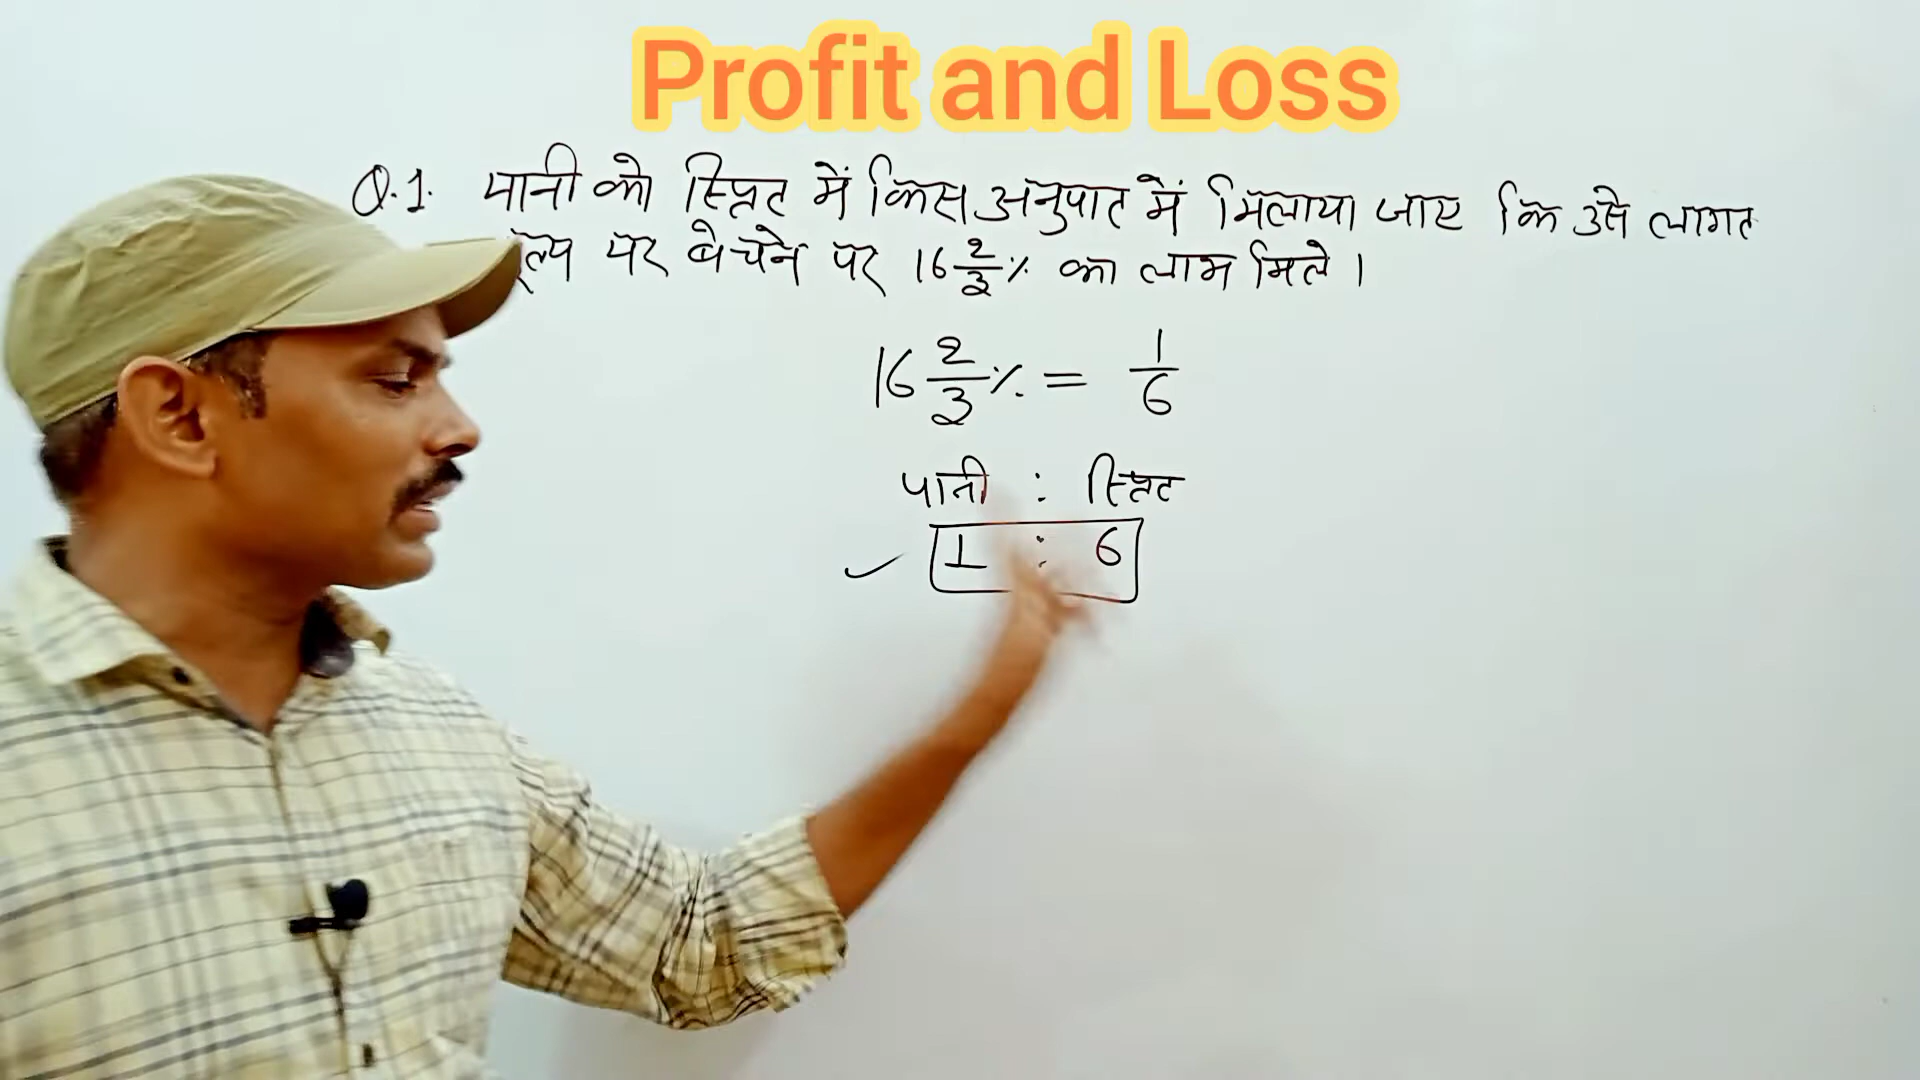 Profit and Loss
Q.1. पानी को स्प्रिट में किस अनुपात में मिलाया जाए कि उसे लागत
पर बेचने पर 16 2/3 % का लाभ मिले।
16 2/3 % = 1/6
पानी : स्प्रिट
1 : 6